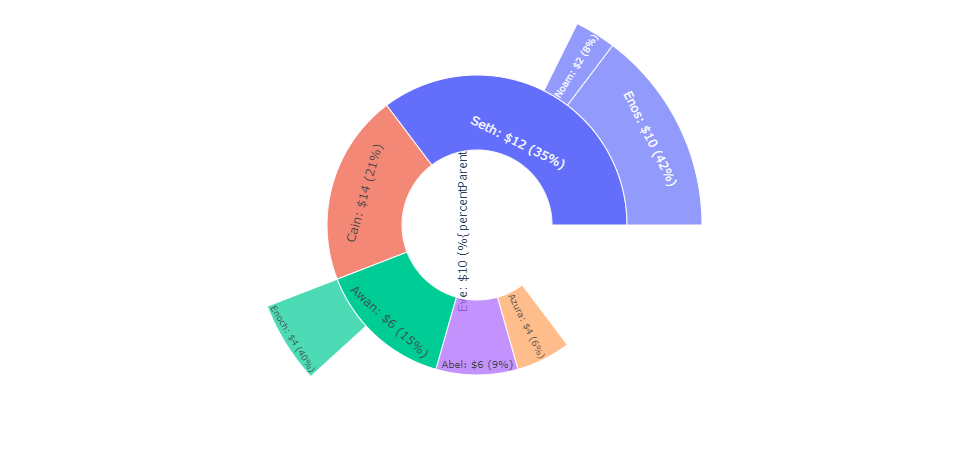 Noam: $2 (8%)
Enos: $10 (42%)
Seth: $12 (35%)
Cain: $14 (21%)
Eve: $10 (%{percentParent
Awan: $6 (15%)
Azura: $4 (6%)
Enoch: $4 (40%)
Abel: $6 (9%)